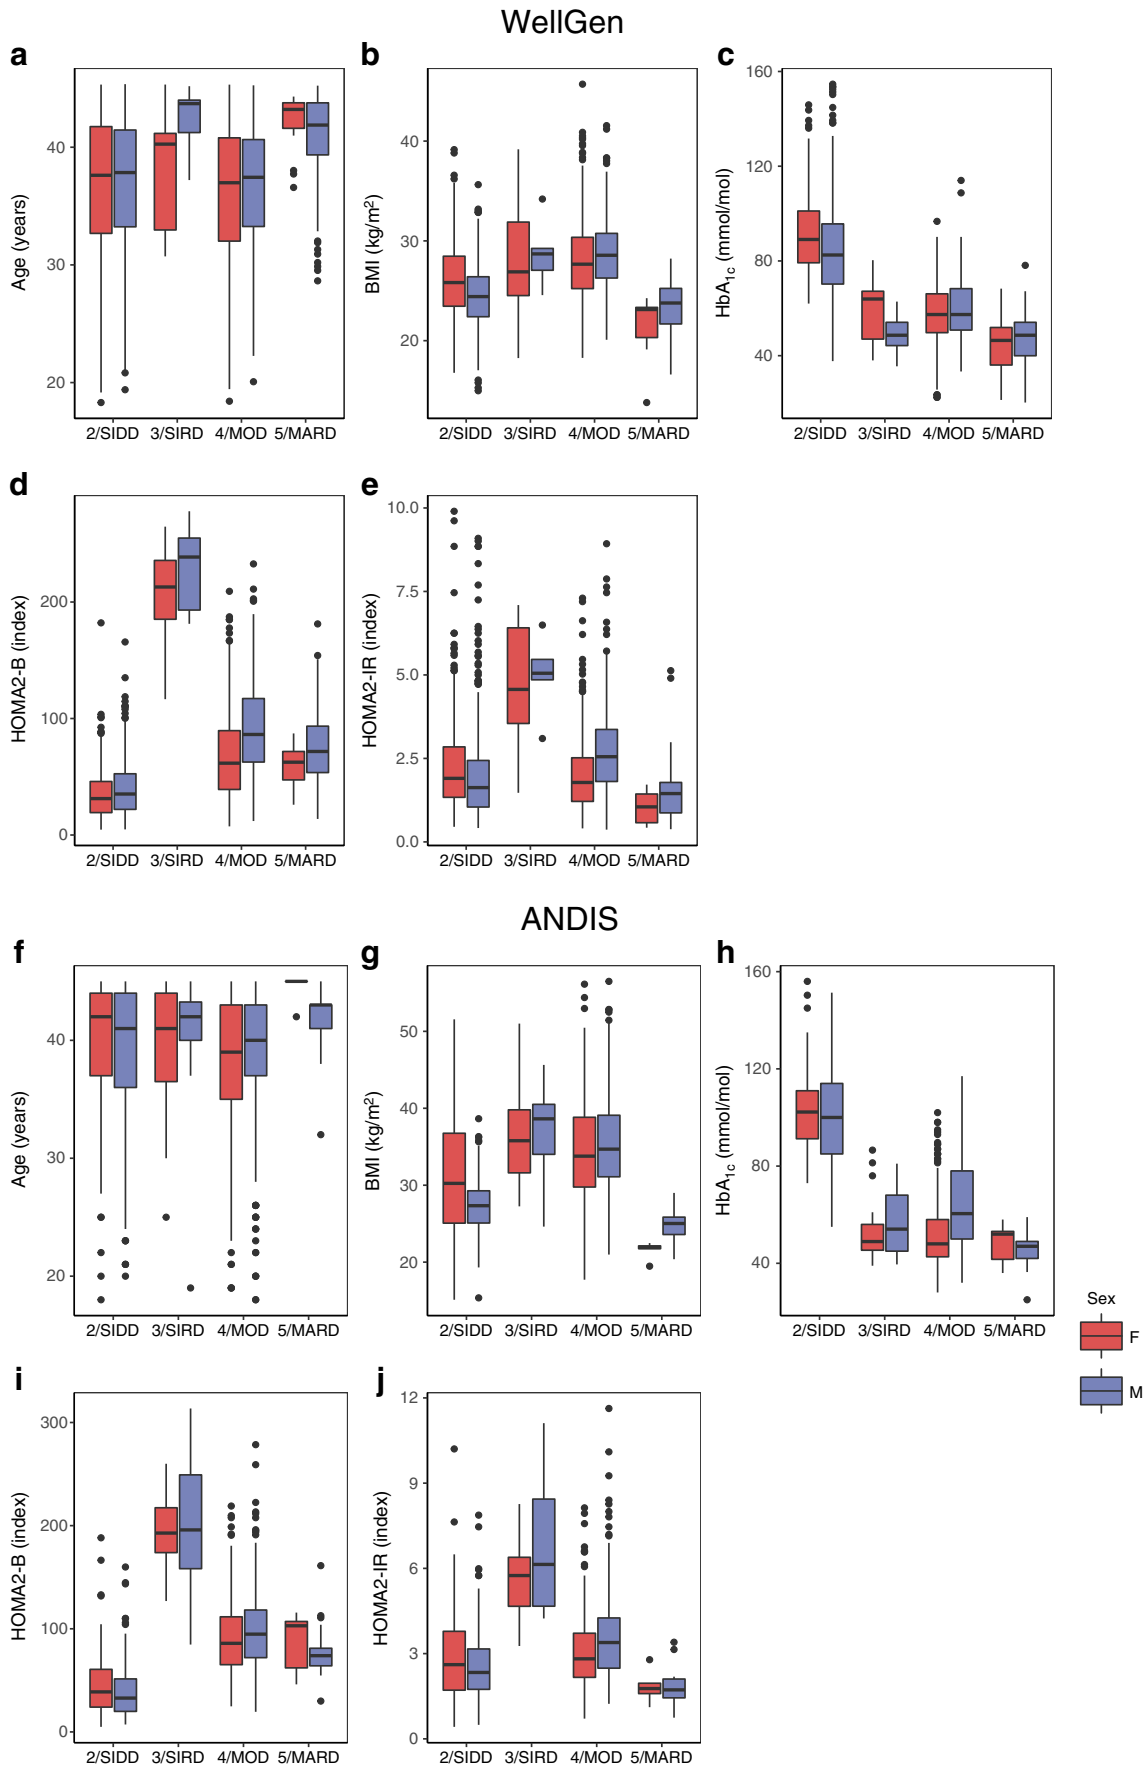 WellGen
a
b
c
Age (years)
40
30
20
2/SIDD 3/SIRD 4/MOD 5/MARD
BMI (kg/m²)
40
30
20
2/SIDD 3/SIRD 4/MOD 5/MARD
HbA₁c (mmol/mol)
160
120
80
40
2/SIDD 3/SIRD 4/MOD 5/MARD
d
e
HOMA2-B (index)
200
100
0
2/SIDD 3/SIRD 4/MOD 5/MARD
HOMA2-IR (index)
10.0
7.5
5.0
2.5
0.0
2/SIDD 3/SIRD 4/MOD 5/MARD
ANDIS
f
g
h
Age (years)
40
30
20
2/SIDD 3/SIRD 4/MOD 5/MARD
BMI (kg/m²)
50
40
30
20
2/SIDD 3/SIRD 4/MOD 5/MARD
HbA₁c (mmol/mol)
160
120
80
40
2/SIDD 3/SIRD 4/MOD 5/MARD
Sex
F
M
i
j
HOMA2-B (index)
300
200
100
0
2/SIDD 3/SIRD 4/MOD 5/MARD
HOMA2-IR (index)
12
9
6
3
0
2/SIDD 3/SIRD 4/MOD 5/MARD